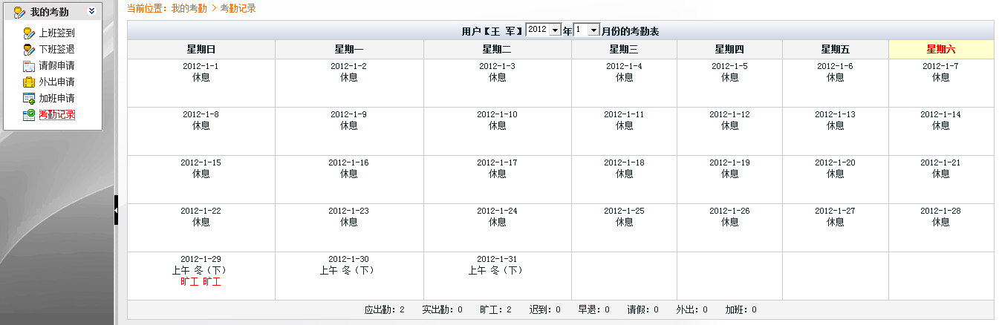 我的考勤
上班签到
下班签退
请假申请
外出申请
加班申请
考勤记录
当前位置: 我的考勤 > 考勤记录
用户【王 军】2012年1月份的考勤表
星期日 星期一 星期二 星期三 星期四 星期五 星期六
2012-1-1 2012-1-2 2012-1-3 2012-1-4 2012-1-5 2012-1-6 2012-1-7
休息 休息 休息 休息 休息 休息 休息
2012-1-8 2012-1-9 2012-1-10 2012-1-11 2012-1-12 2012-1-13 2012-1-14
休息 休息 休息 休息 休息 休息 休息
2012-1-15 2012-1-16 2012-1-17 2012-1-18 2012-1-19 2012-1-20 2012-1-21
休息 休息 休息 休息 休息 休息 休息
2012-1-22 2012-1-23 2012-1-24 2012-1-25 2012-1-26 2012-1-27 2012-1-28
休息 休息 休息 休息 休息 休息 休息
2012-1-29 2012-1-30 2012-1-31
上午 冬（下） 上午 冬（下） 上午 冬（下）
旷工 旷工
应出勤: 2 实出勤: 0 旷工: 2 迟到: 0 早退: 0 请假: 0 外出: 0 加班: 0